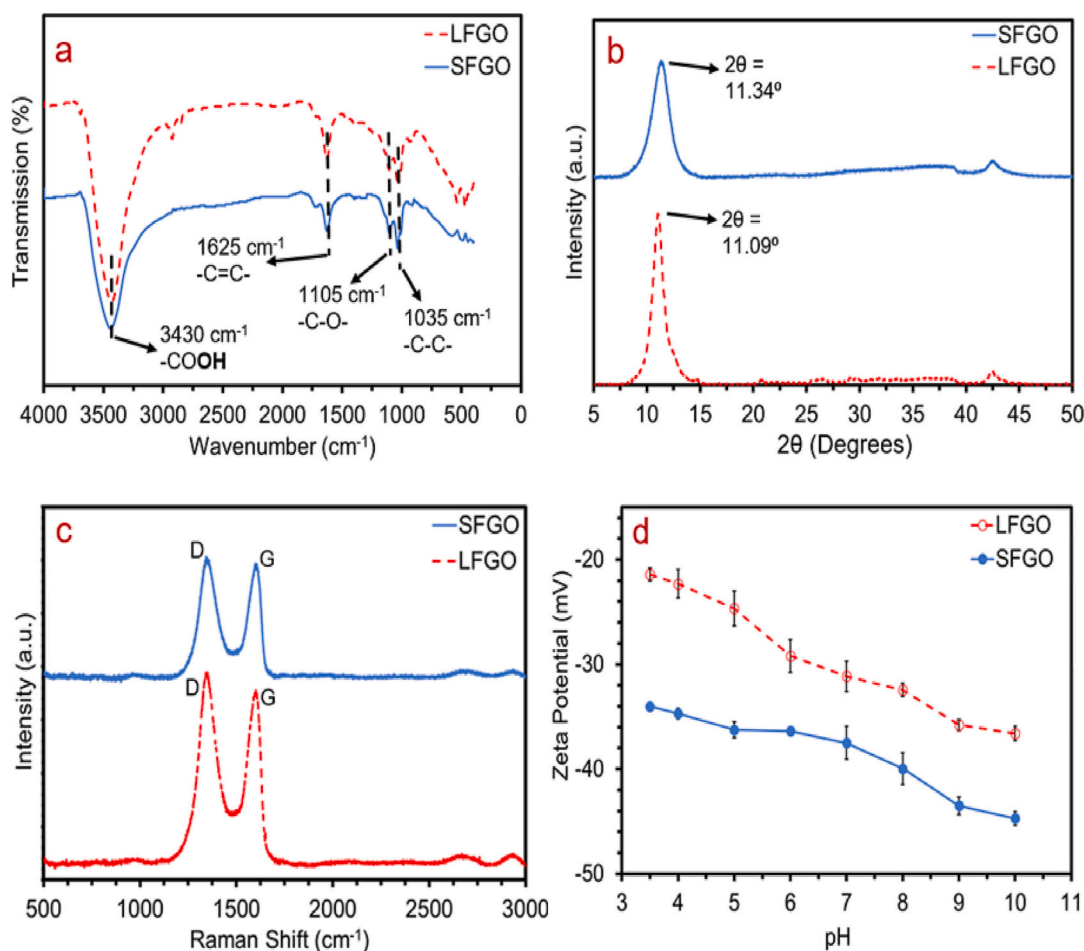 a
LFGO
SFGO
Transmission (%)
1625 cm⁻¹
-C=C-
1105 cm⁻¹
-C-O-
1035 cm⁻¹
-C-C-
3430 cm⁻¹
-COOH
4000 3500 3000 2500 2000 1500 1000 500 0
Wavenumber (cm⁻¹)
b
SFGO
LFGO
Intensity (a.u.)
2θ =
11.34º
2θ =
11.09º
5 10 15 20 25 30 35 40 45 50
2θ (Degrees)
c
SFGO
LFGO
Intensity (a.u.)
D
G
D
G
500 1000 1500 2000 2500 3000
Raman Shift (cm⁻¹)
d
LFGO
SFGO
Zeta Potential (mV)
-20
-30
-40
-50
3 4 5 6 7 8 9 10 11
pH